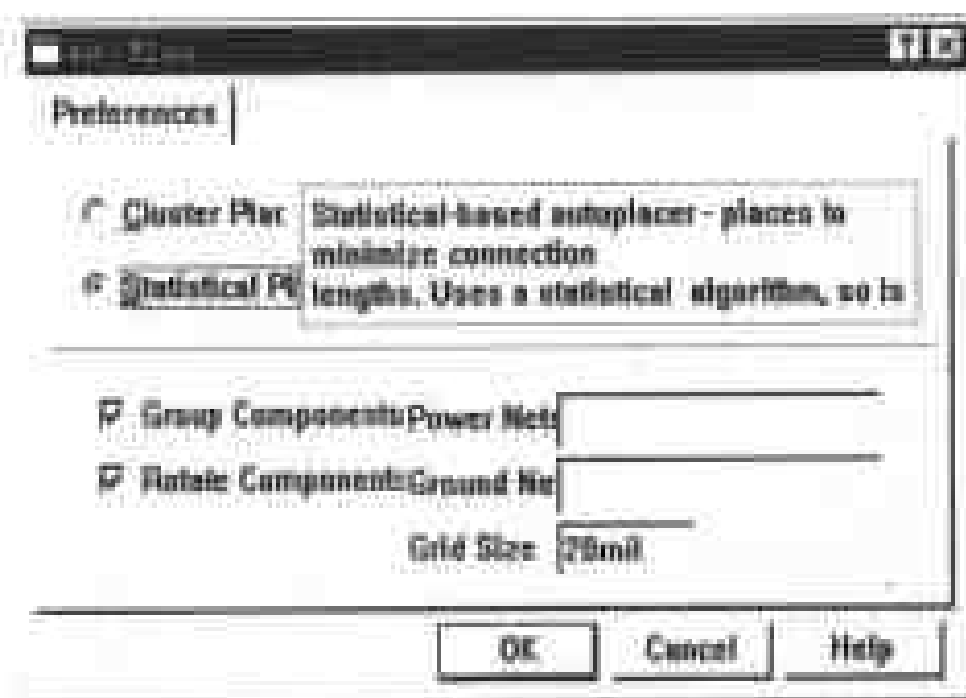 Preferences
Cluster Plac
Statistical-based autoplacer - places to
minimize connection
lengths. Uses a statistical algorithm, so is
Statistical Pl
Group Components
Power Nets
Rotate Components
Ground Ne
Grid Size
20mil
OK
Cancel
Help